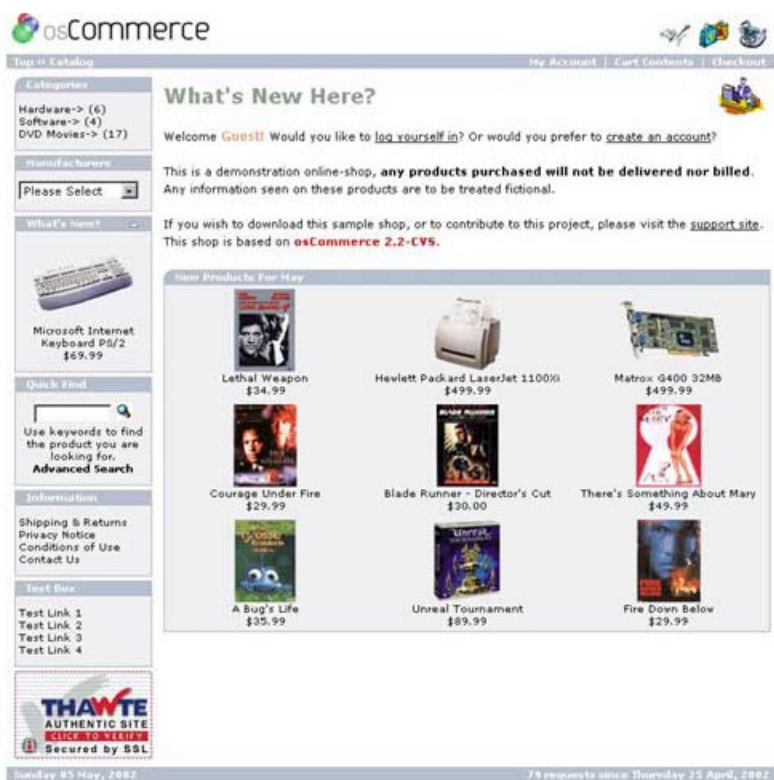 osCommerce
Top » Catalog
My Account | Cart Contents | Checkout
Categories
Hardware-> (6)
Software-> (4)
DVD Movies-> (17)
Manufacturers
Please Select
What's New?
Microsoft Internet
Keyboard PS/2
$69.99
Quick Find
Use keywords to find
the product you are
looking for.
Advanced Search
Information
Shipping & Returns
Privacy Notice
Conditions of Use
Contact Us
Test Box
Test Link 1
Test Link 2
Test Link 3
Test Link 4
THAWTE
AUTHENTIC SITE
CLICK TO VERIFY
Secured by SSL
What's New Here?
Welcome Guest! Would you like to log yourself in? Or would you prefer to create an account?
This is a demonstration online-shop, any products purchased will not be delivered nor billed.
Any information seen on these products are to be treated fictional.
If you wish to download this sample shop, or to contribute to this project, please visit the support site.
This shop is based on osCommerce 2.2-CVS.
New Products For May
Lethal Weapon
$34.99
Hewlett Packard LaserJet 1100Xi
$499.99
Matrox G400 32MB
$499.99
Courage Under Fire
$29.99
BLADE RUNNER
Blade Runner - Director's Cut
$30.00
There's Something About Mary
$49.99
A Bug's Life
$35.99
Unreal
Unreal Tournament
$89.99
Fire Down Below
$29.99
Sunday 05 May, 2002
79 requests since Thursday 25 April, 2002